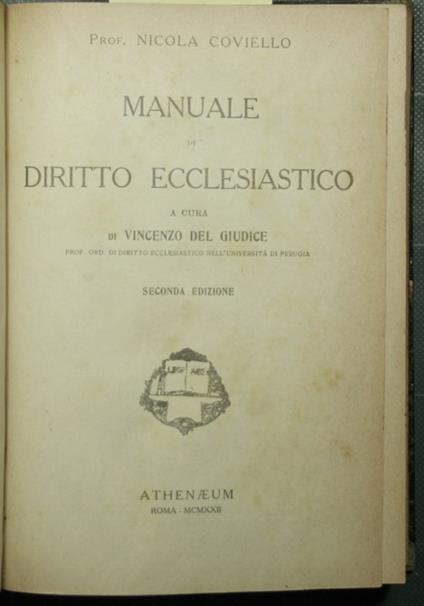 Prof. NICOLA COVIELLO
MANUALE
DI
DIRITTO ECCLESIASTICO
A CURA
DI VINCENZO DEL GIUDICE
PROF. ORD. DI DIRITTO ECCLESIASTICO NELL'UNIVERSITÀ DI PERUGIA
SECONDA EDIZIONE
ATHENÆUM
ROMA - MCMXXII